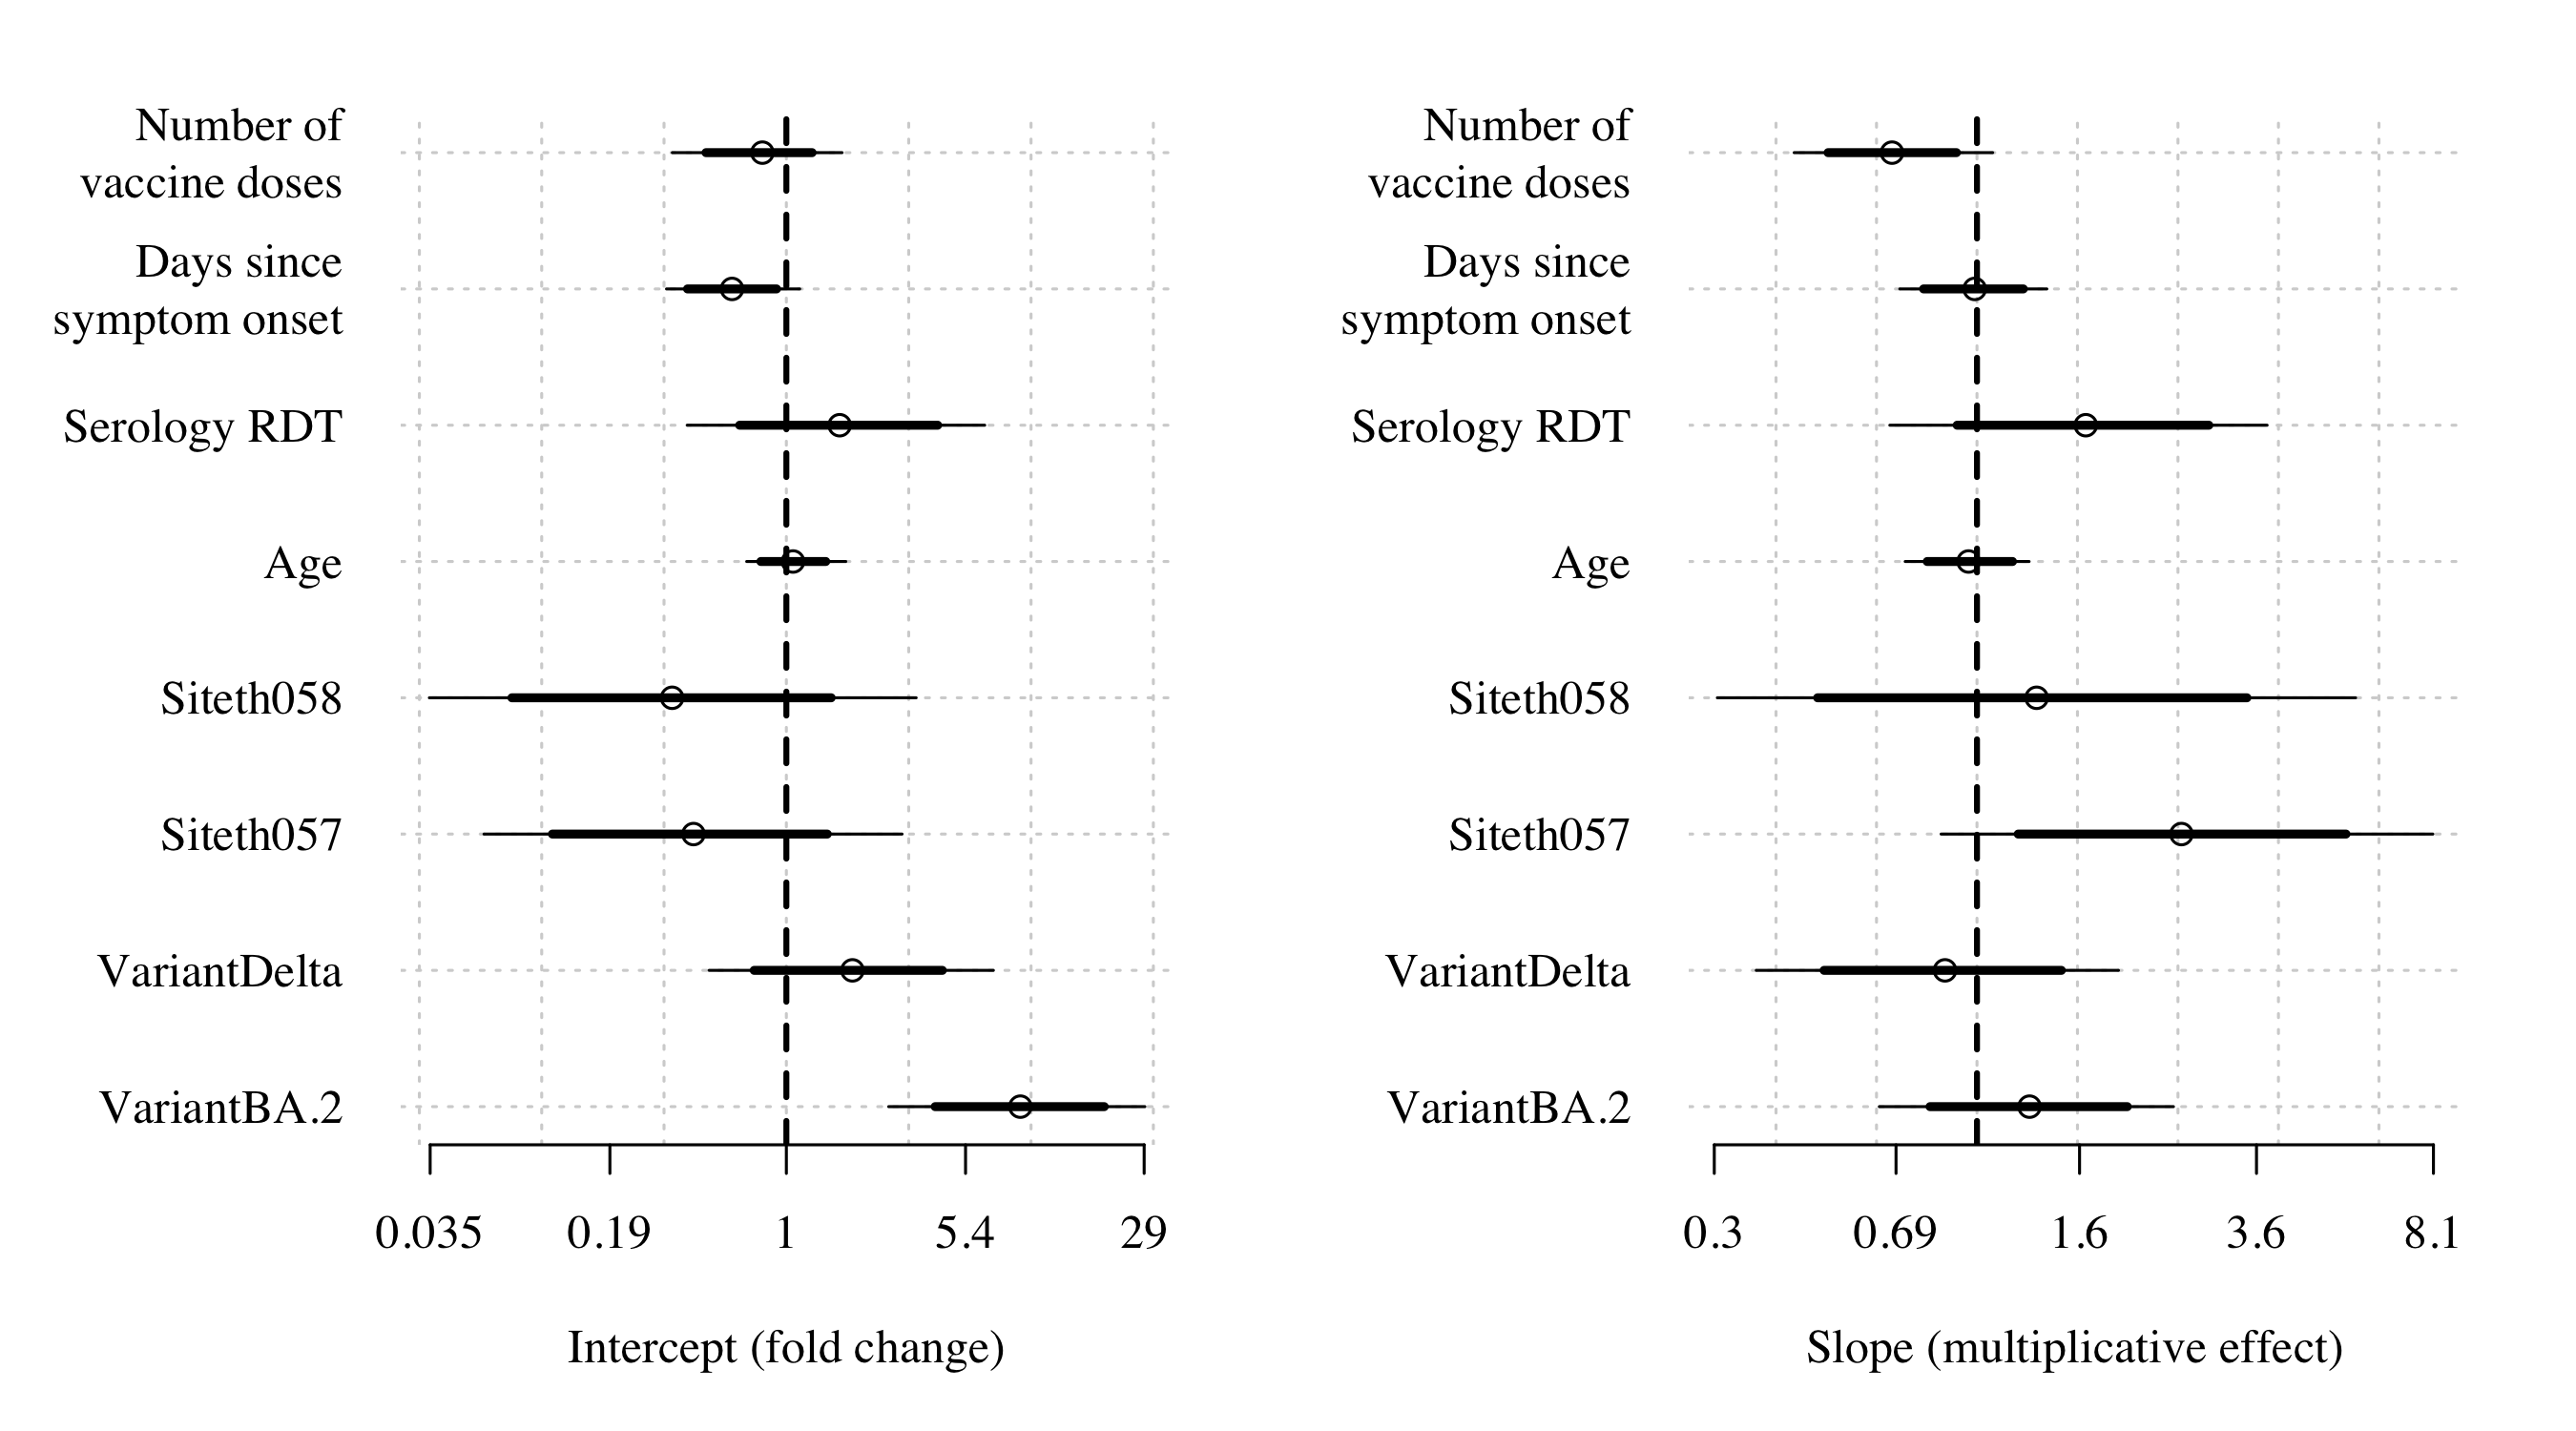 Number of
vaccine doses
Days since
symptom onset
Serology RDT
Age
Siteth058
Siteth057
VariantDelta
VariantBA.2
0.035 0.19 1 5.4 29
Intercept (fold change)
Number of
vaccine doses
Days since
symptom onset
Serology RDT
Age
Siteth058
Siteth057
VariantDelta
VariantBA.2
0.3 0.69 1.6 3.6 8.1
Slope (multiplicative effect)